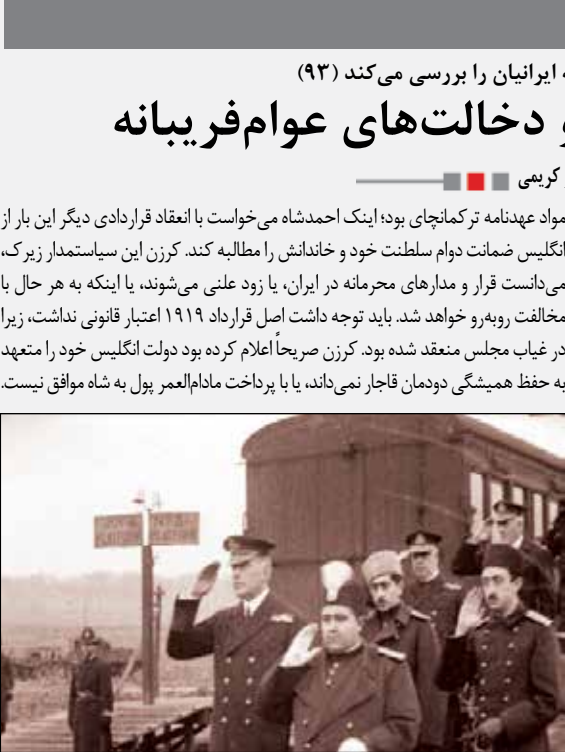 ایرانیان را بررسی می‌کند (۹۳)
دخالت‌های عوام‌فریبانه
کریمی
مواد عهدنامه ترکمانچای بود؛ اینک احمدشاه می‌خواست با انعقاد قراردادی دیگر این بار از
انگلیس ضمانت دوام سلطنت خود و خاندانش را مطالبه کند. کرزن این سیاستمدار زیرک،
می‌دانست قرار و مدارهای محرمانه در ایران، یا زود علنی می‌شوند، یا اینکه به هر حال با
مخالفت روبه‌رو خواهد شد. باید توجه داشت اصل قرارداد ۱۹۱۹ اعتبار قانونی نداشت، زیرا
در غیاب مجلس منعقد شده بود. کرزن صریحاً اعلام کرده بود دولت انگلیس خود را متعهد
به حفظ همیشگی دودمان قاجار نمی‌داند، یا با پرداخت مادام‌العمر پول به شاه موافق نیست.